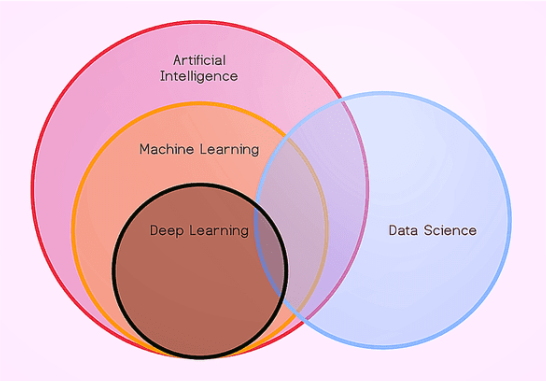 Artificial
Intelligence
Machine Learning
Deep Learning
Data Science